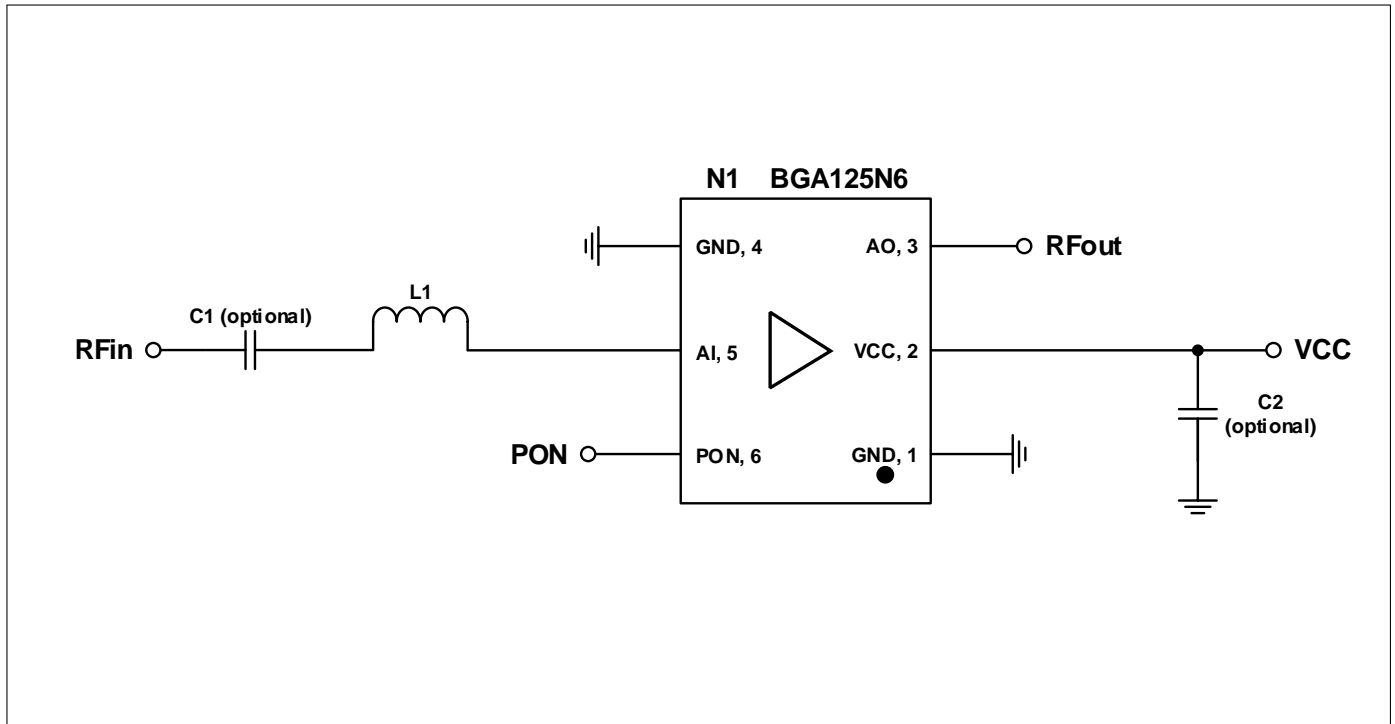 N1 BGA125N6
GND, 4
AO, 3
RFout
L1
C1 (optional)
RFin
AI, 5
VCC, 2
VCC
C2
(optional)
PON
PON, 6
GND, 1